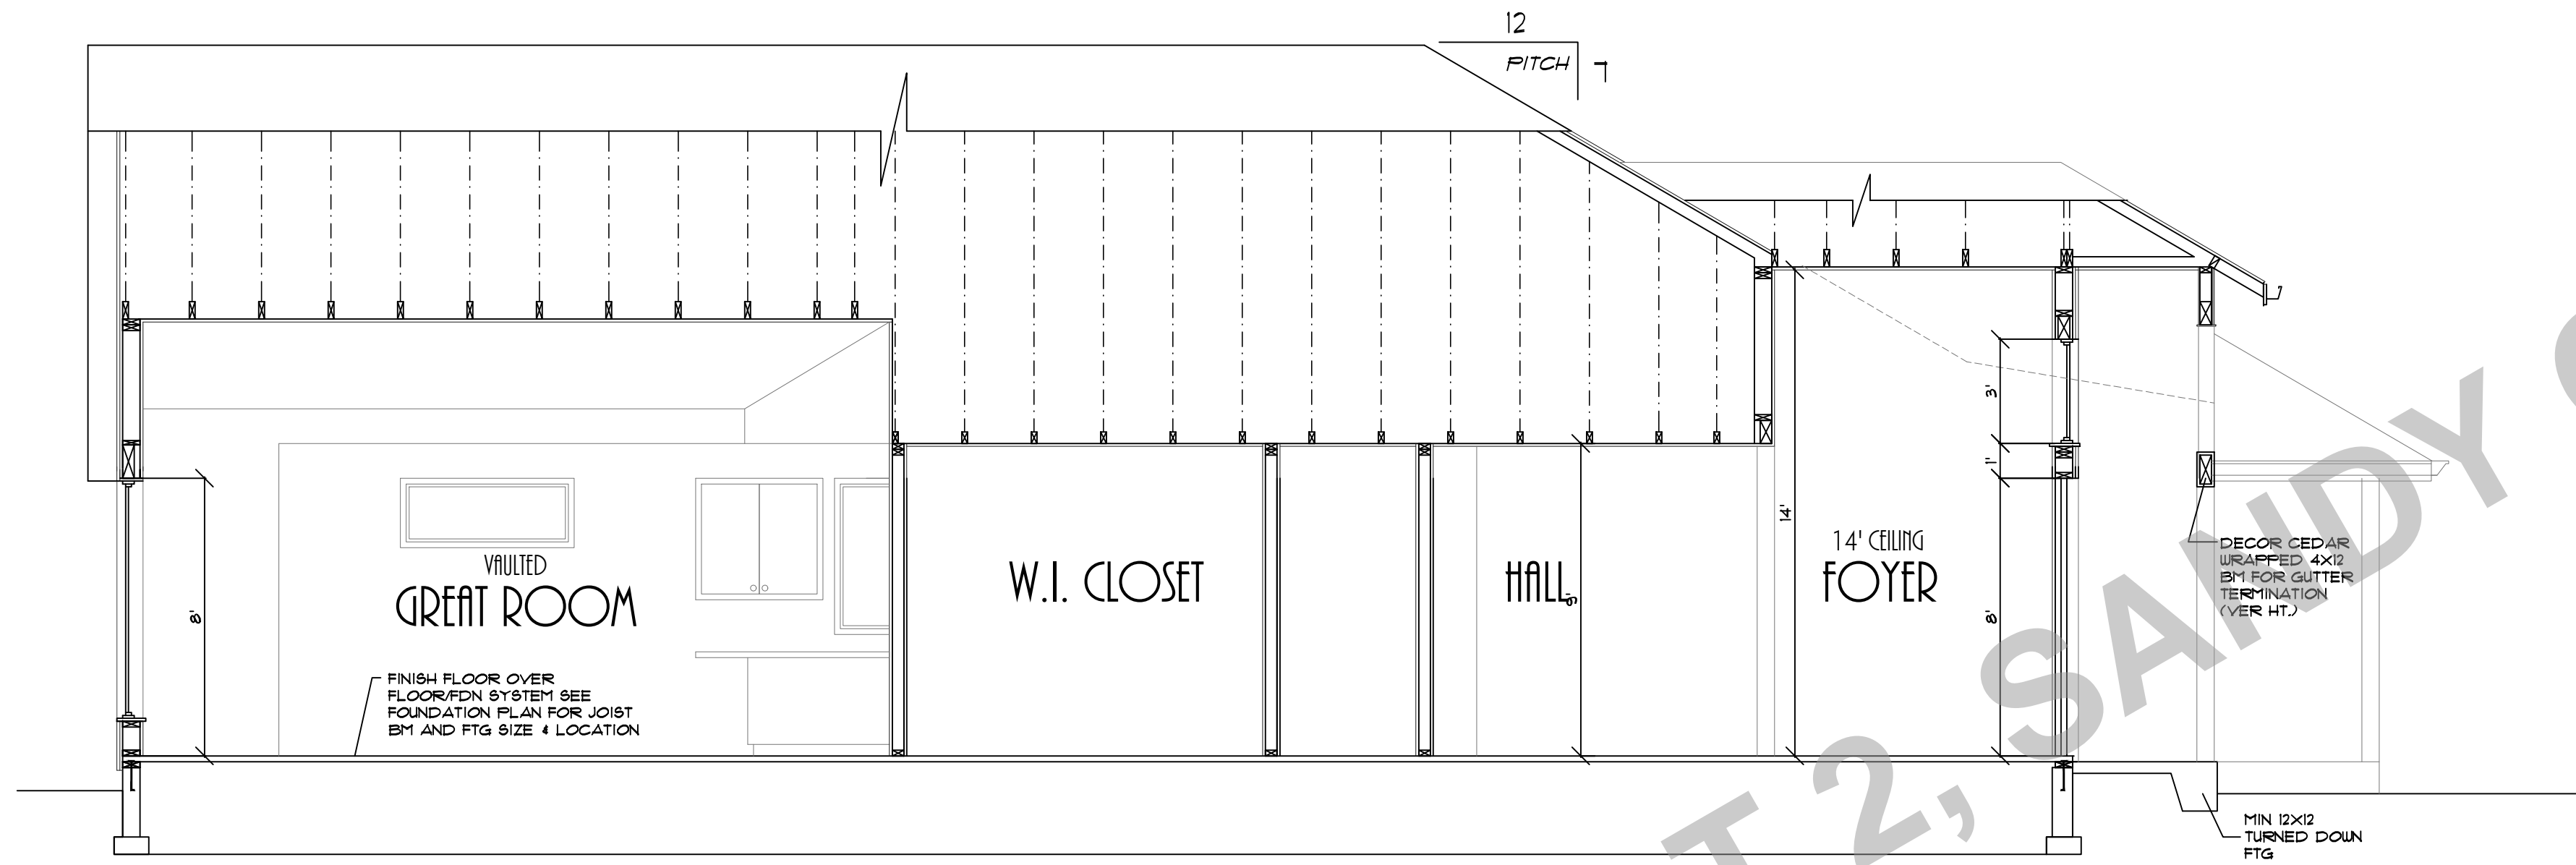 12
PITCH 7
3'
1'
14'
8'
8'
9'
VAULTED
GREAT ROOM
W.I. CLOSET
HALL
14' CEILING
FOYER
DECOR CEDAR
WRAPPED 4X12
BM FOR GUTTER
TERMINATION
(VER HT.)
FINISH FLOOR OVER
FLOOR/FDN SYSTEM SEE
FOUNDATION PLAN FOR JOIST
BM AND FTG SIZE & LOCATION
MIN 12X12
TURNED DOWN
FTG
T 2, SANDY